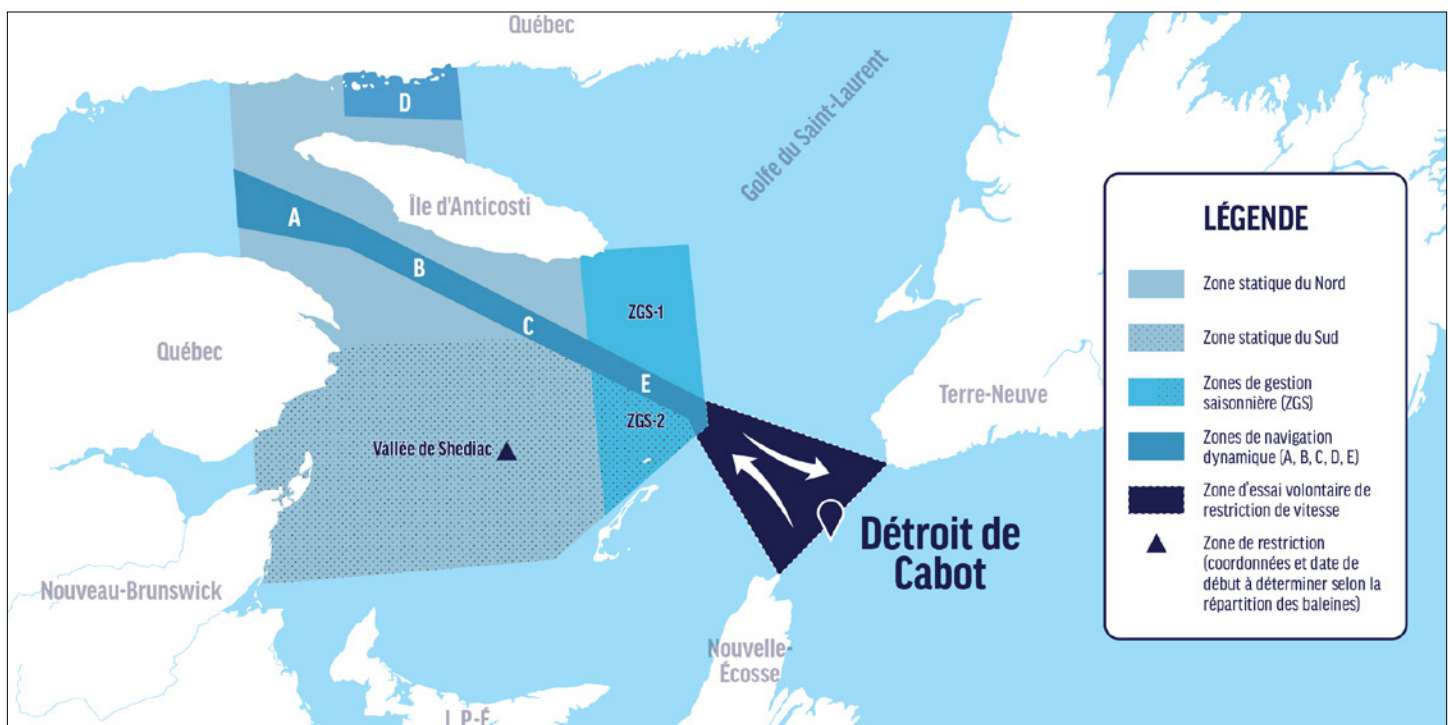 Québec
D
Golfe du Saint-Laurent
Île d'Anticosti
A
B
C
ZGS-1
E
ZGS-2
Québec
Vallée de Shediac
Terre-Neuve
Détroit de
Cabot
Nouveau-Brunswick
Nouvelle-
Écosse
Î.P.-É
LÉGENDE
Zone statique du Nord
Zone statique du Sud
Zones de gestion
saisonnière (ZGS)
Zones de navigation
dynamique (A, B, C, D, E)
Zone d'essai volontaire de
restriction de vitesse
Zone de restriction
(coordonnées et date de
début à déterminer selon la
répartition des baleines)